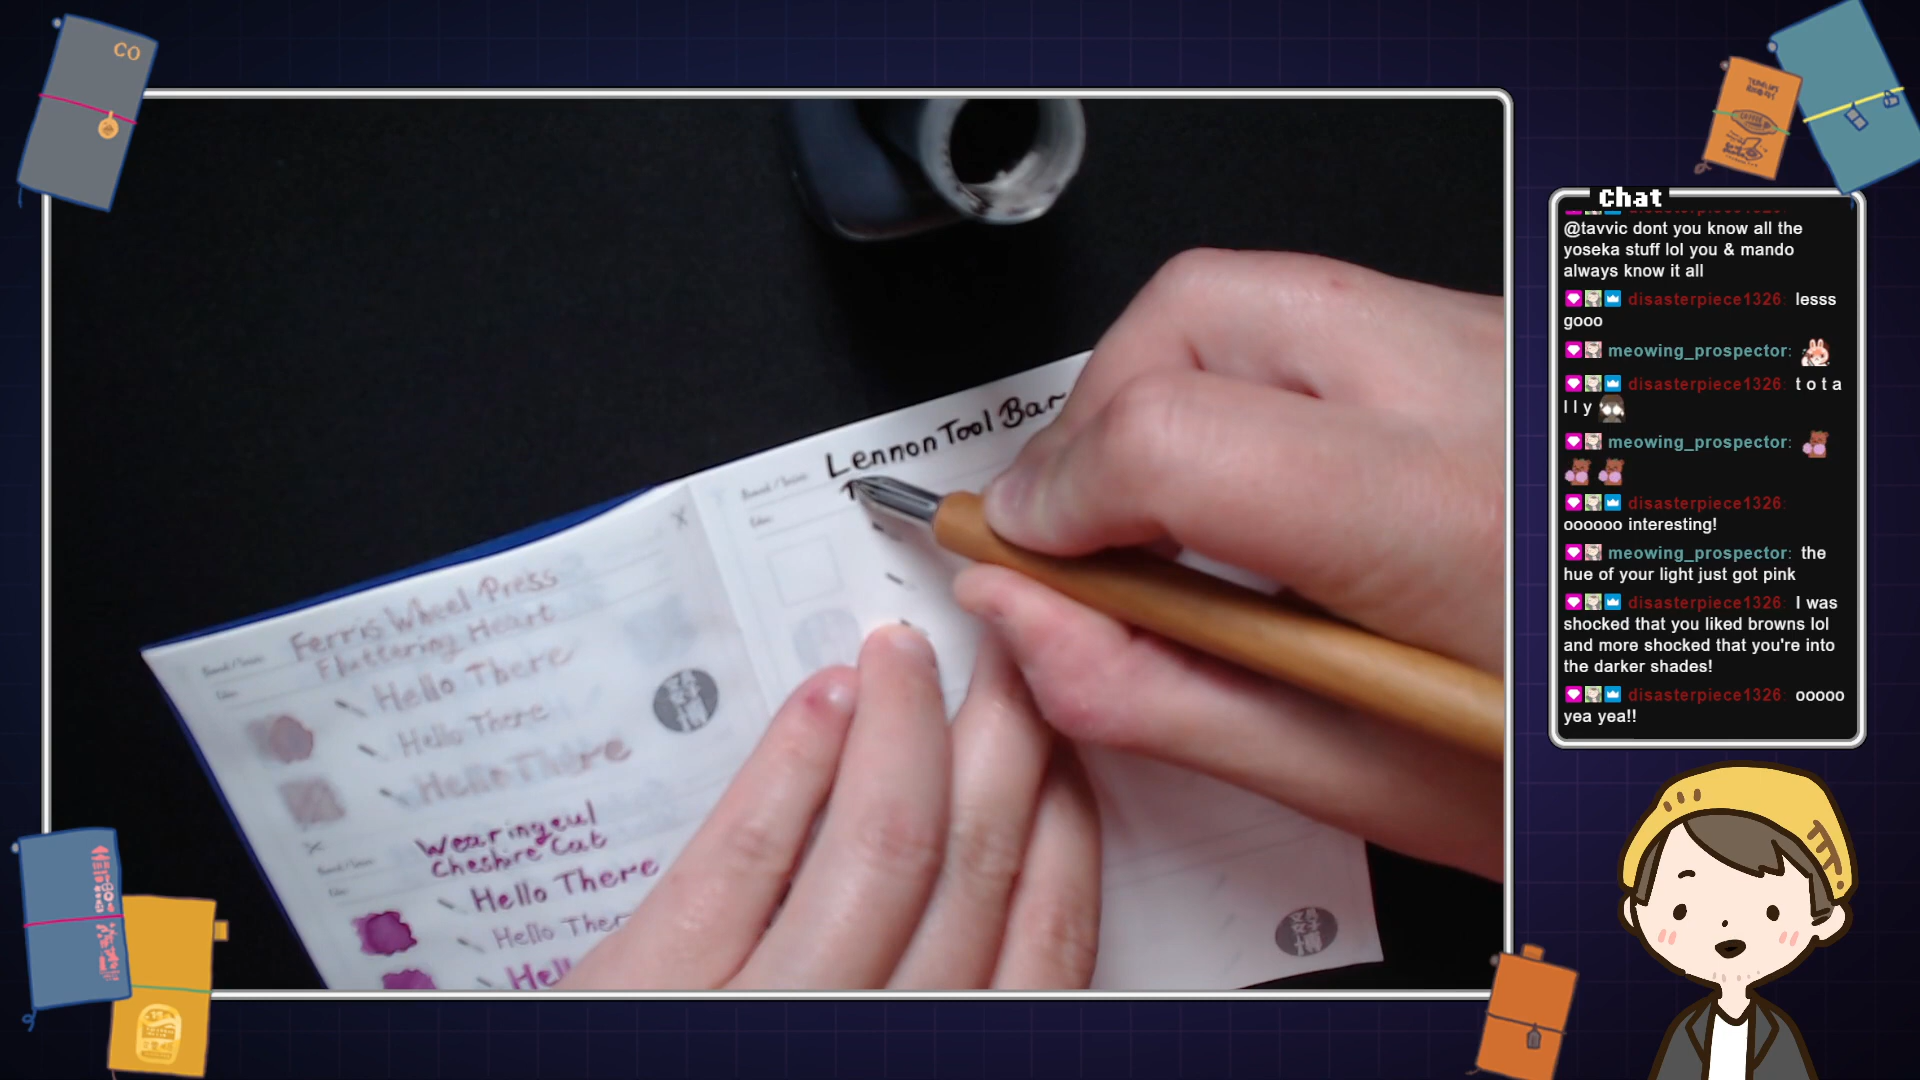 CO
Chat
@tavvic dont you know all the
yoseka stuff lol you & mando
always know it all
disasterpiece1326: lesss
gooo
meowing_prospector:
disasterpiece1326: t o t a
l l y
meowing_prospector:
disasterpiece1326:
oooooo interesting!
meowing_prospector: the
hue of your light just got pink
disasterpiece1326: I was
shocked that you liked browns lol
and more shocked that you're into
the darker shades!
disasterpiece1326: ooooo
yea yea!!
Lennon Tool Bar
Ferris Wheel Press
Fluttering Heart
Hello There
Hello There
Hello There
Wearingeul
Cheshire Cat
Hello There
Hello Ther
Hel